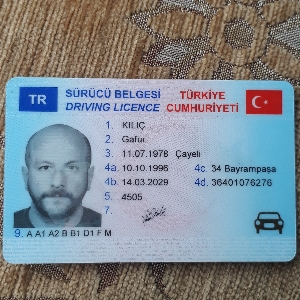 TR SÜRÜCÜ BELGESİ TÜRKİYE
DRIVING LICENCE CUMHURİYETİ
1. KILIÇ
2. Gafur
3. 11.07.1978 Çayeli
4a. 10.10.1996 4c. 34 Bayrampaşa
4b. 14.03.2029 4d. 36401076276
5. 4505
7.
9. A A1 A2 B B1 D1 F M